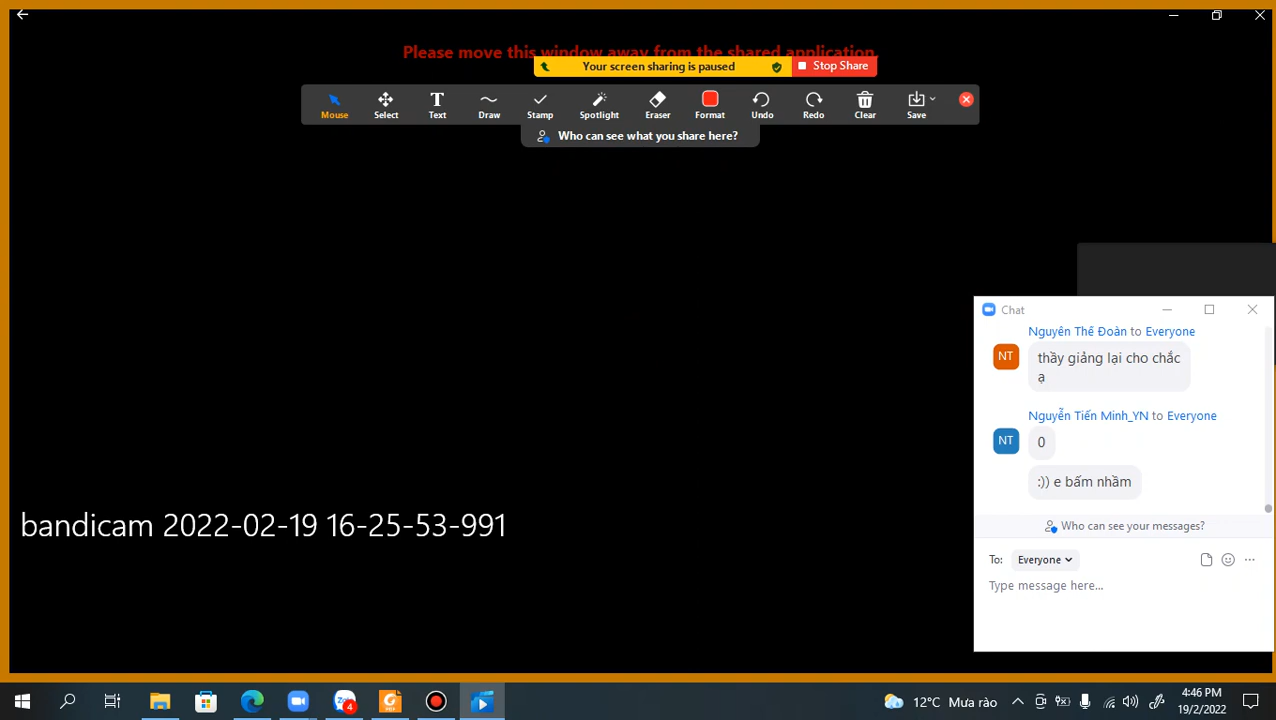 Please move this window away from the shared application.
Your screen sharing is paused
Stop Share
Mouse
Select
Text
Draw
Stamp
Spotlight
Eraser
Format
Undo
Redo
Clear
Save
Who can see what you share here?
Chat
Nguyễn Thế Đoàn to Everyone
NT
thầy giảng lại cho chắc
ạ
Nguyễn Tiến Minh_YN to Everyone
NT
0
:)) e bấm nhầm
Who can see your messages?
To: Everyone
Type message here...
bandicam 2022-02-19 16-25-53-991
Zalo
4
12°C Mưa rào
4:46 PM
19/2/2022